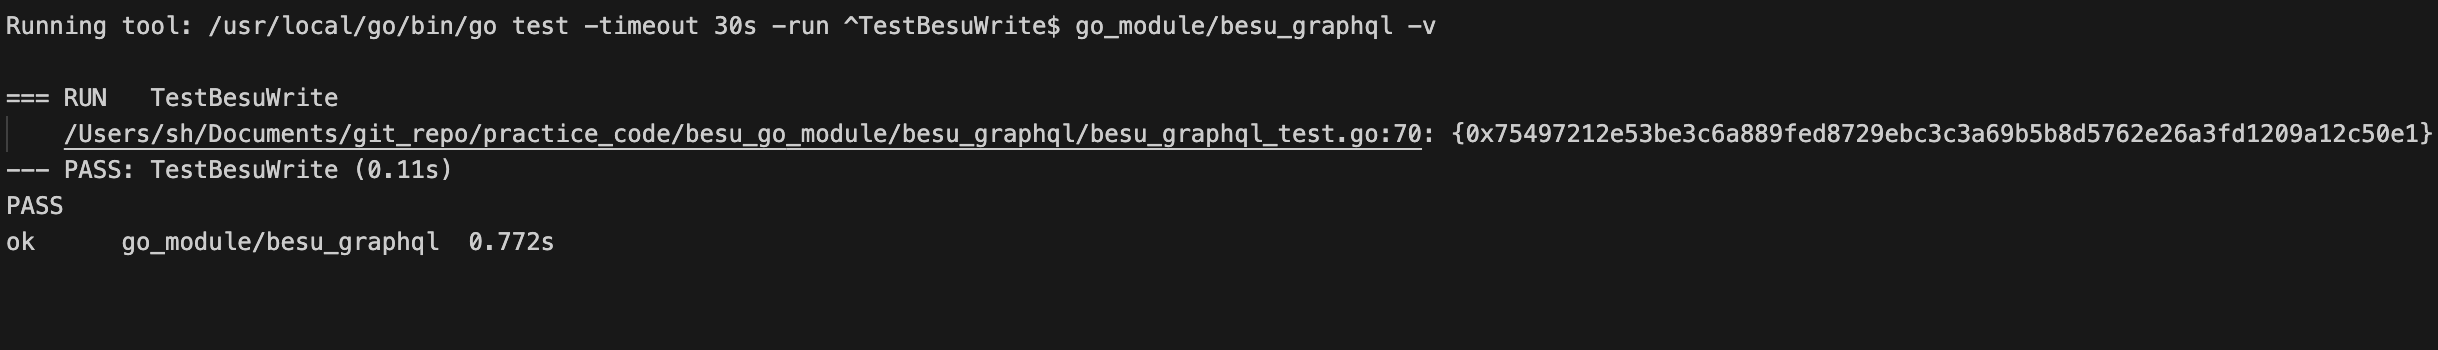 Running tool: /usr/local/go/bin/go test -timeout 30s -run ^TestBesuWrite$ go_module/besu_graphql -v
=== RUN   TestBesuWrite
    /Users/sh/Documents/git_repo/practice_code/besu_go_module/besu_graphql/besu_graphql_test.go:70: {0x75497212e53be3c6a889fed8729ebc3c3a69b5b8d5762e26a3fd1209a12c50e1}
--- PASS: TestBesuWrite (0.11s)
PASS
ok      go_module/besu_graphql  0.772s